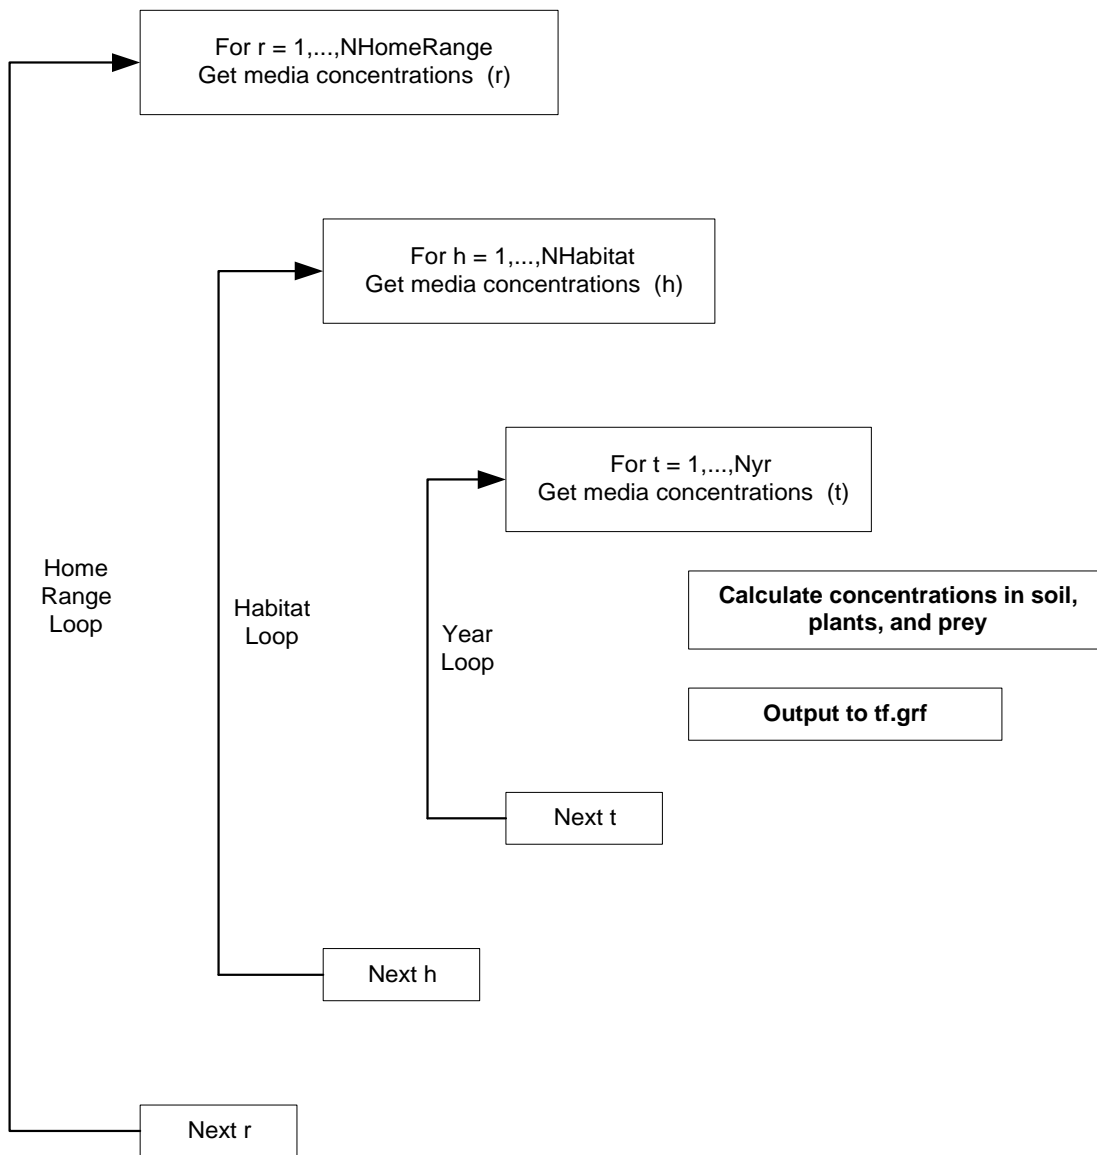 For r = 1,...,NHomeRange
Get media concentrations (r)
For h = 1,...,NHabitat
Get media concentrations (h)
For t = 1,...,Nyr
Get media concentrations (t)
Home
Range
Loop
Habitat
Loop
Year
Loop
Calculate concentrations in soil,
plants, and prey
Output to tf.grf
Next t
Next h
Next r